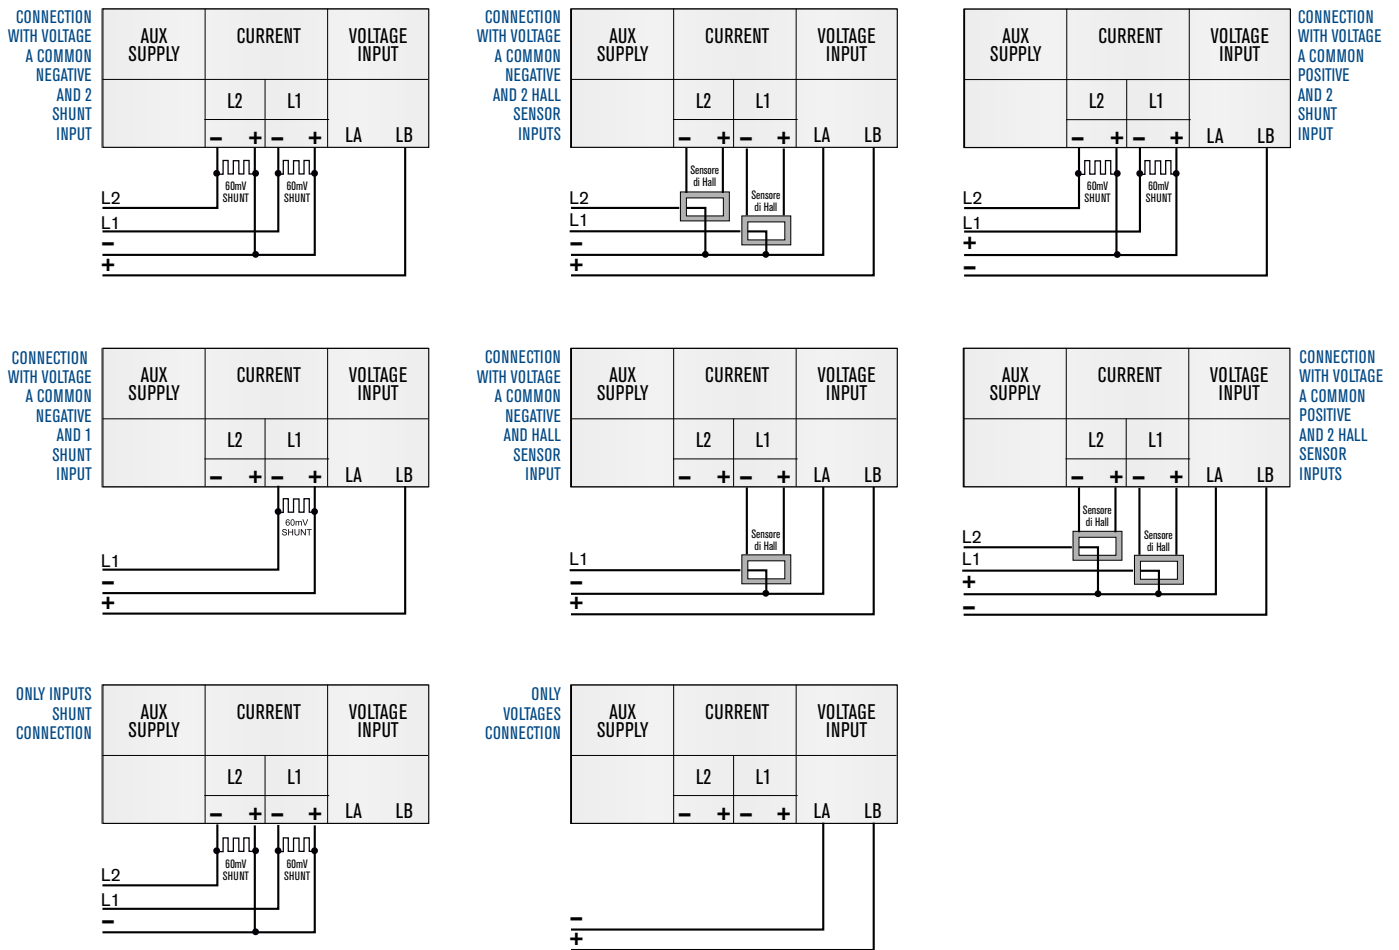 CONNECTION
WITH VOLTAGE
A COMMON
NEGATIVE
AND 2
SHUNT
INPUT
AUX
SUPPLY
CURRENT
VOLTAGE
INPUT
L2
L1
– + – + LA LB
60mV
SHUNT
60mV
SHUNT
L2
L1
–
+
CONNECTION
WITH VOLTAGE
A COMMON
NEGATIVE
AND 2 HALL
SENSOR
INPUTS
AUX
SUPPLY
CURRENT
VOLTAGE
INPUT
L2
L1
– + – + LA LB
Sensore
di Hall
Sensore
di Hall
L2
L1
–
+
CONNECTION
WITH VOLTAGE
A COMMON
POSITIVE
AND 2
SHUNT
INPUT
AUX
SUPPLY
CURRENT
VOLTAGE
INPUT
L2
L1
– + – + LA LB
60mV
SHUNT
60mV
SHUNT
L2
L1
+
–
CONNECTION
WITH VOLTAGE
A COMMON
NEGATIVE
AND 1
SHUNT
INPUT
AUX
SUPPLY
CURRENT
VOLTAGE
INPUT
L2
L1
– + – + LA LB
60mV
SHUNT
L1
–
+
CONNECTION
WITH VOLTAGE
A COMMON
NEGATIVE
AND HALL
SENSOR
INPUT
AUX
SUPPLY
CURRENT
VOLTAGE
INPUT
L2
L1
– + – + LA LB
Sensore
di Hall
L1
–
+
CONNECTION
WITH VOLTAGE
A COMMON
POSITIVE
AND 2 HALL
SENSOR
INPUTS
AUX
SUPPLY
CURRENT
VOLTAGE
INPUT
L2
L1
– + – + LA LB
Sensore
di Hall
Sensore
di Hall
L2
L1
+
–
ONLY INPUTS
SHUNT
CONNECTION
AUX
SUPPLY
CURRENT
VOLTAGE
INPUT
L2
L1
– + – + LA LB
60mV
SHUNT
60mV
SHUNT
L2
L1
–
ONLY
VOLTAGES
CONNECTION
AUX
SUPPLY
CURRENT
VOLTAGE
INPUT
L2
L1
– + – + LA LB
–
+